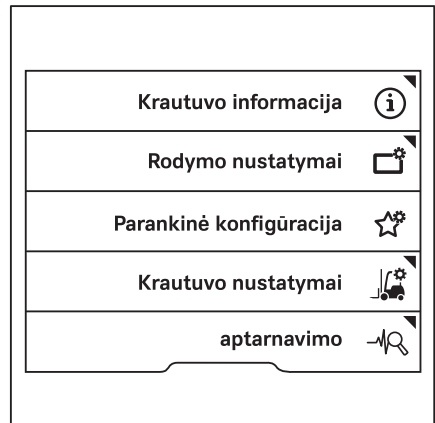 Krautuvo informacija
Rodymo nustatymai
Parankinė konfigūracija
Krautuvo nustatymai
aptarnavimo